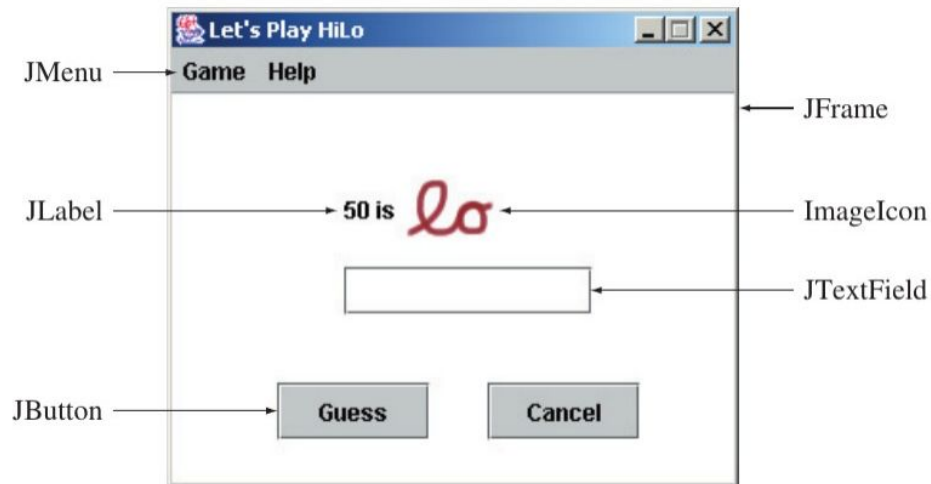 Let's Play HiLo
JMenu Game Help
JFrame
JLabel 50 is lo ImageIcon
JTextField
JButton Guess Cancel